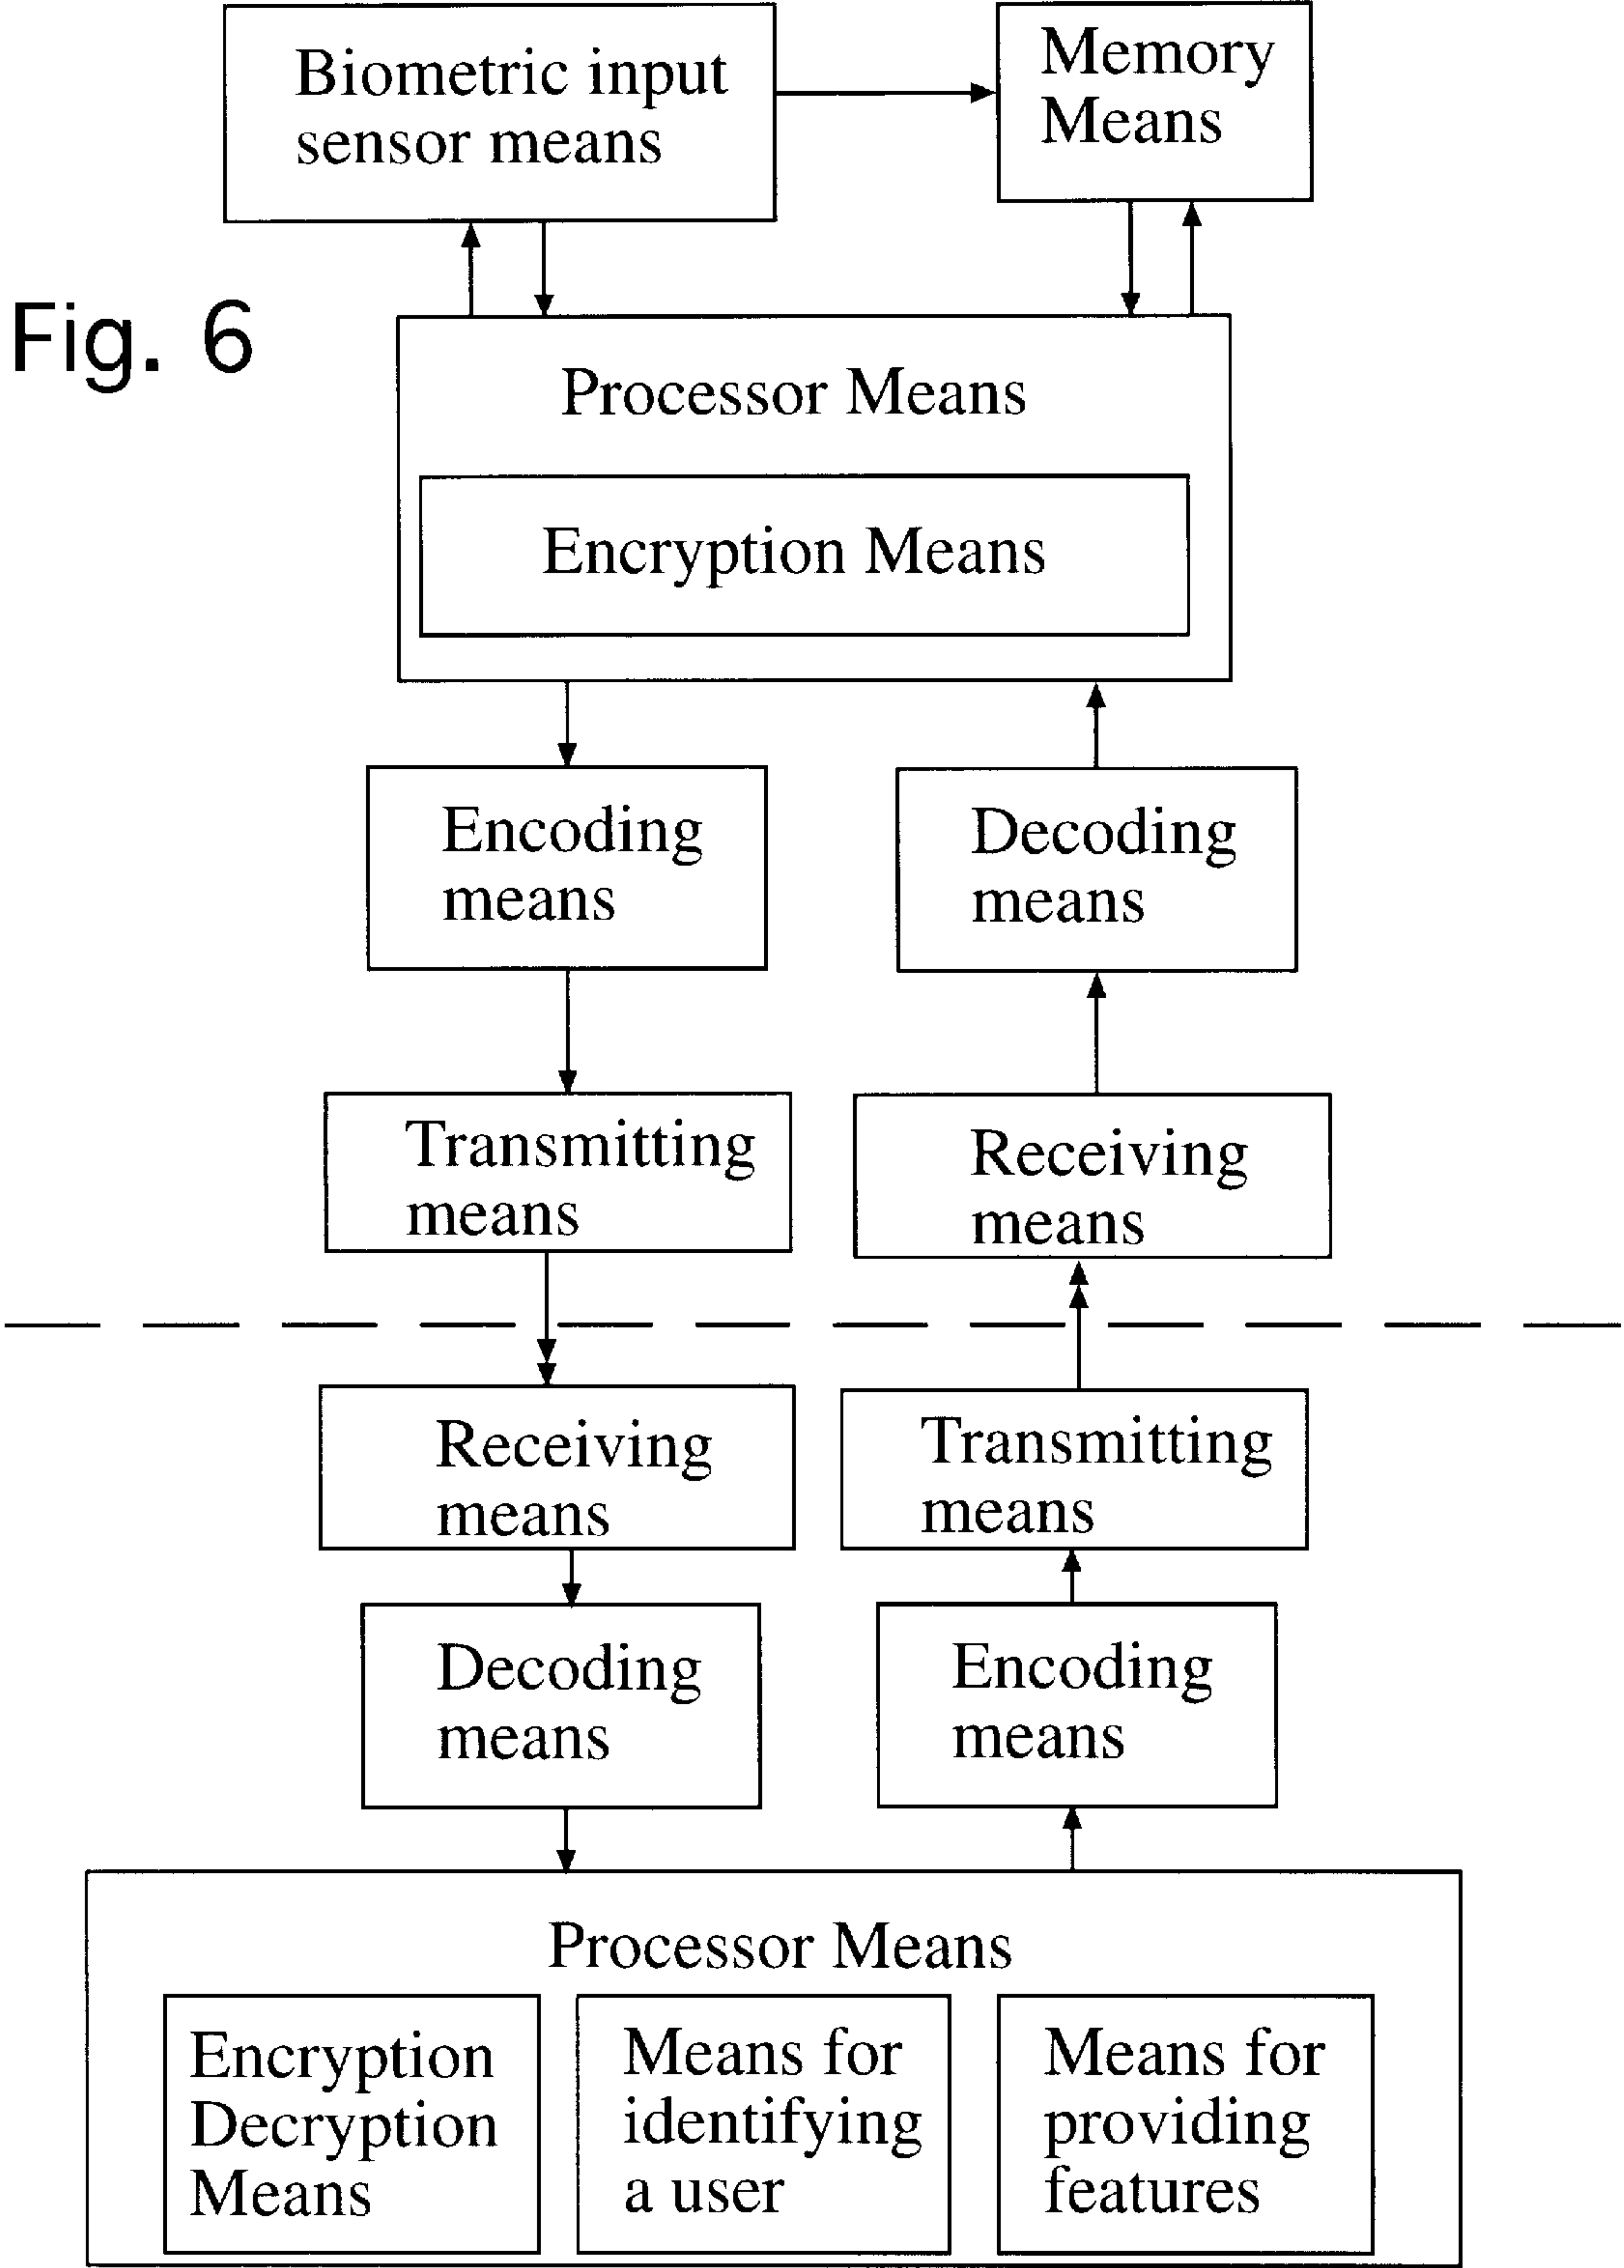 Biometric input
sensor means
Memory
Means
Fig. 6
Processor Means
Encryption Means
Encoding
means
Decoding
means
Transmitting
means
Receiving
means
Receiving
means
Transmitting
means
Decoding
means
Encoding
means
Processor Means
Encryption
Decryption
Means
Means for
identifying
a user
Means for
providing
features